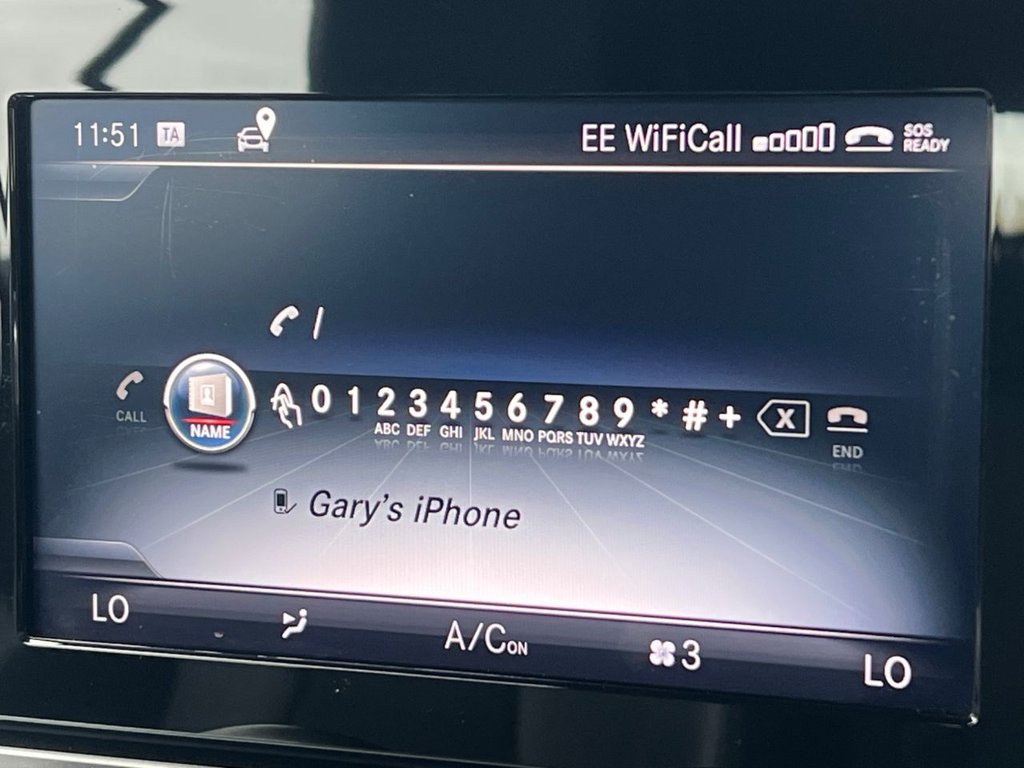 11:51 TA EE WiFiCall SOS READY
CALL NAME 0 1 2 3 4 5 6 7 8 9 * # + X END
ABC DEF GHI JKL MNO PQRS TUV WXYZ
Gary's iPhone
LO A/C ON 3 LO